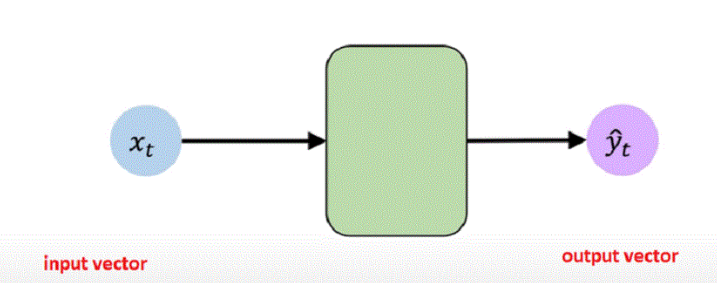 x_t
ŷ_t
input vector
output vector